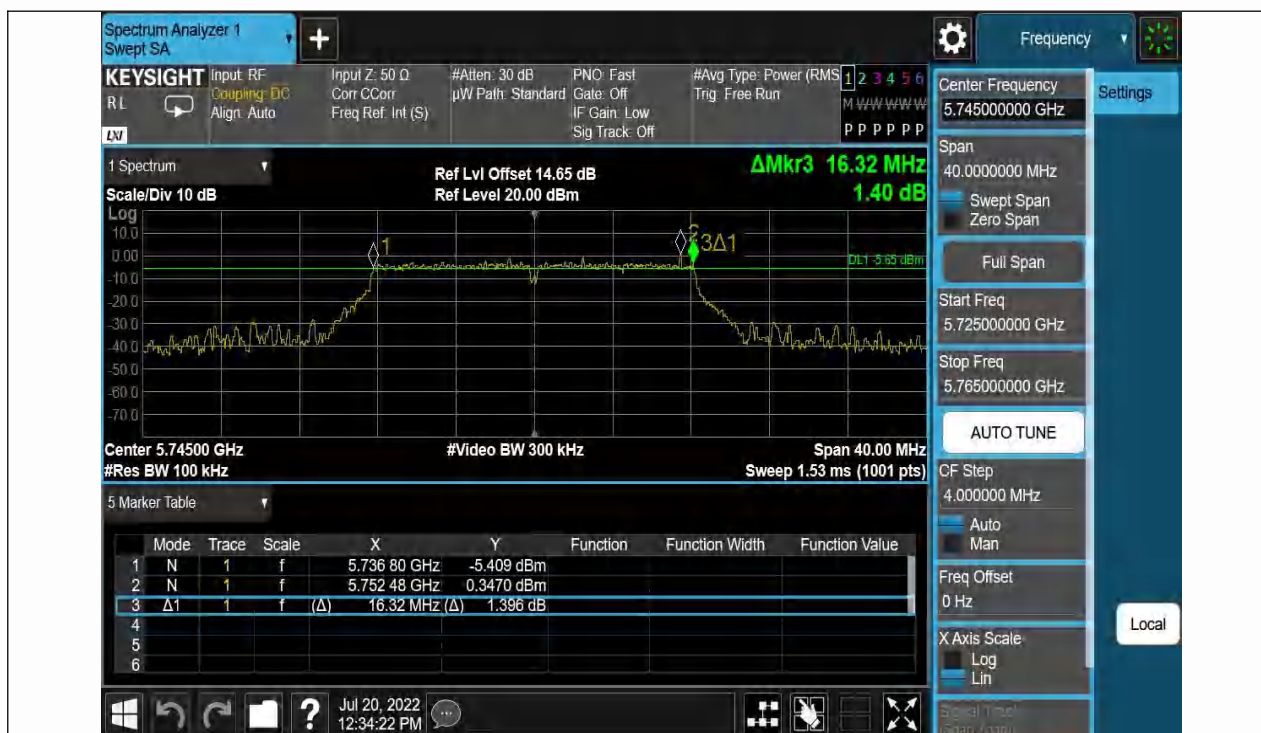 Spectrum Analyzer 1
Swept SA
Frequency
KEYSIGHT
R L
LXI
Input: RF
Coupling: DC
Align: Auto
Input Z: 50 Ω
Corr CCorr
Freq Ref: Int (S)
#Atten: 30 dB
µW Path: Standard
PNO: Fast
Gate: Off
IF Gain: Low
Sig Track: Off
#Avg Type: Power (RMS
Trig: Free Run
1 2 3 4 5 6
M W W W W W
P P P P P P
1 Spectrum
Scale/Div 10 dB
Ref Lvl Offset 14.65 dB
Ref Level 20.00 dBm
ΔMkr3 16.32 MHz
1.40 dB
Log
10.0
0.00
-10.0
-20.0
-30.0
-40.0
-50.0
-60.0
-70.0
1
2
3Δ1
DL1 -5.65 dBm
Center 5.74500 GHz
#Video BW 300 kHz
Span 40.00 MHz
#Res BW 100 kHz
Sweep 1.53 ms (1001 pts)
5 Marker Table
Mode Trace Scale X Y Function Function Width Function Value
1 N 1 f 5.736 80 GHz -5.409 dBm
2 N 1 f 5.752 48 GHz 0.3470 dBm
3 Δ1 1 f (Δ) 16.32 MHz (Δ) 1.396 dB
4
5
6
?
Jul 20, 2022
12:34:22 PM
Center Frequency
5.745000000 GHz
Span
40.0000000 MHz
Swept Span
Zero Span
Full Span
Start Freq
5.725000000 GHz
Stop Freq
5.765000000 GHz
AUTO TUNE
CF Step
4.000000 MHz
Auto
Man
Freq Offset
0 Hz
X Axis Scale
Log
Lin
Settings
Local